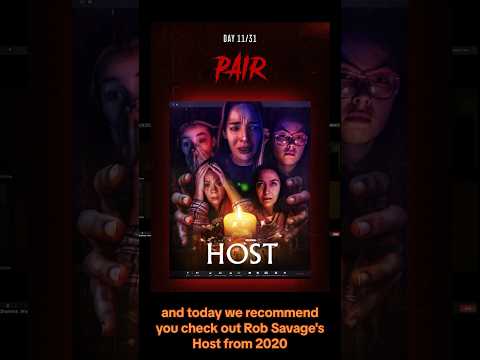 DAY 11/31
PAIR
HOST
and today we recommend
you check out Rob Savage's
Host from 2020